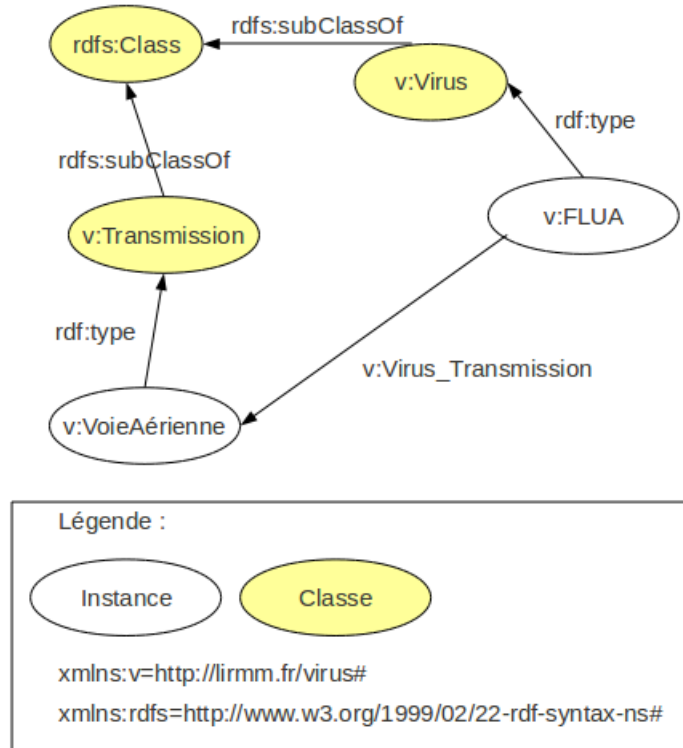 rdfs:subClassOf
rdfs:Class
v:Virus
rdf:type
rdfs:subClassOf
v:FLUA
v:Transmission
rdf:type
v:Virus_Transmission
v:VoieAérienne
Légende :
Instance
Classe
xmlns:v=http://lirmm.fr/virus#
xmlns:rdfs=http://www.w3.org/1999/02/22-rdf-syntax-ns#